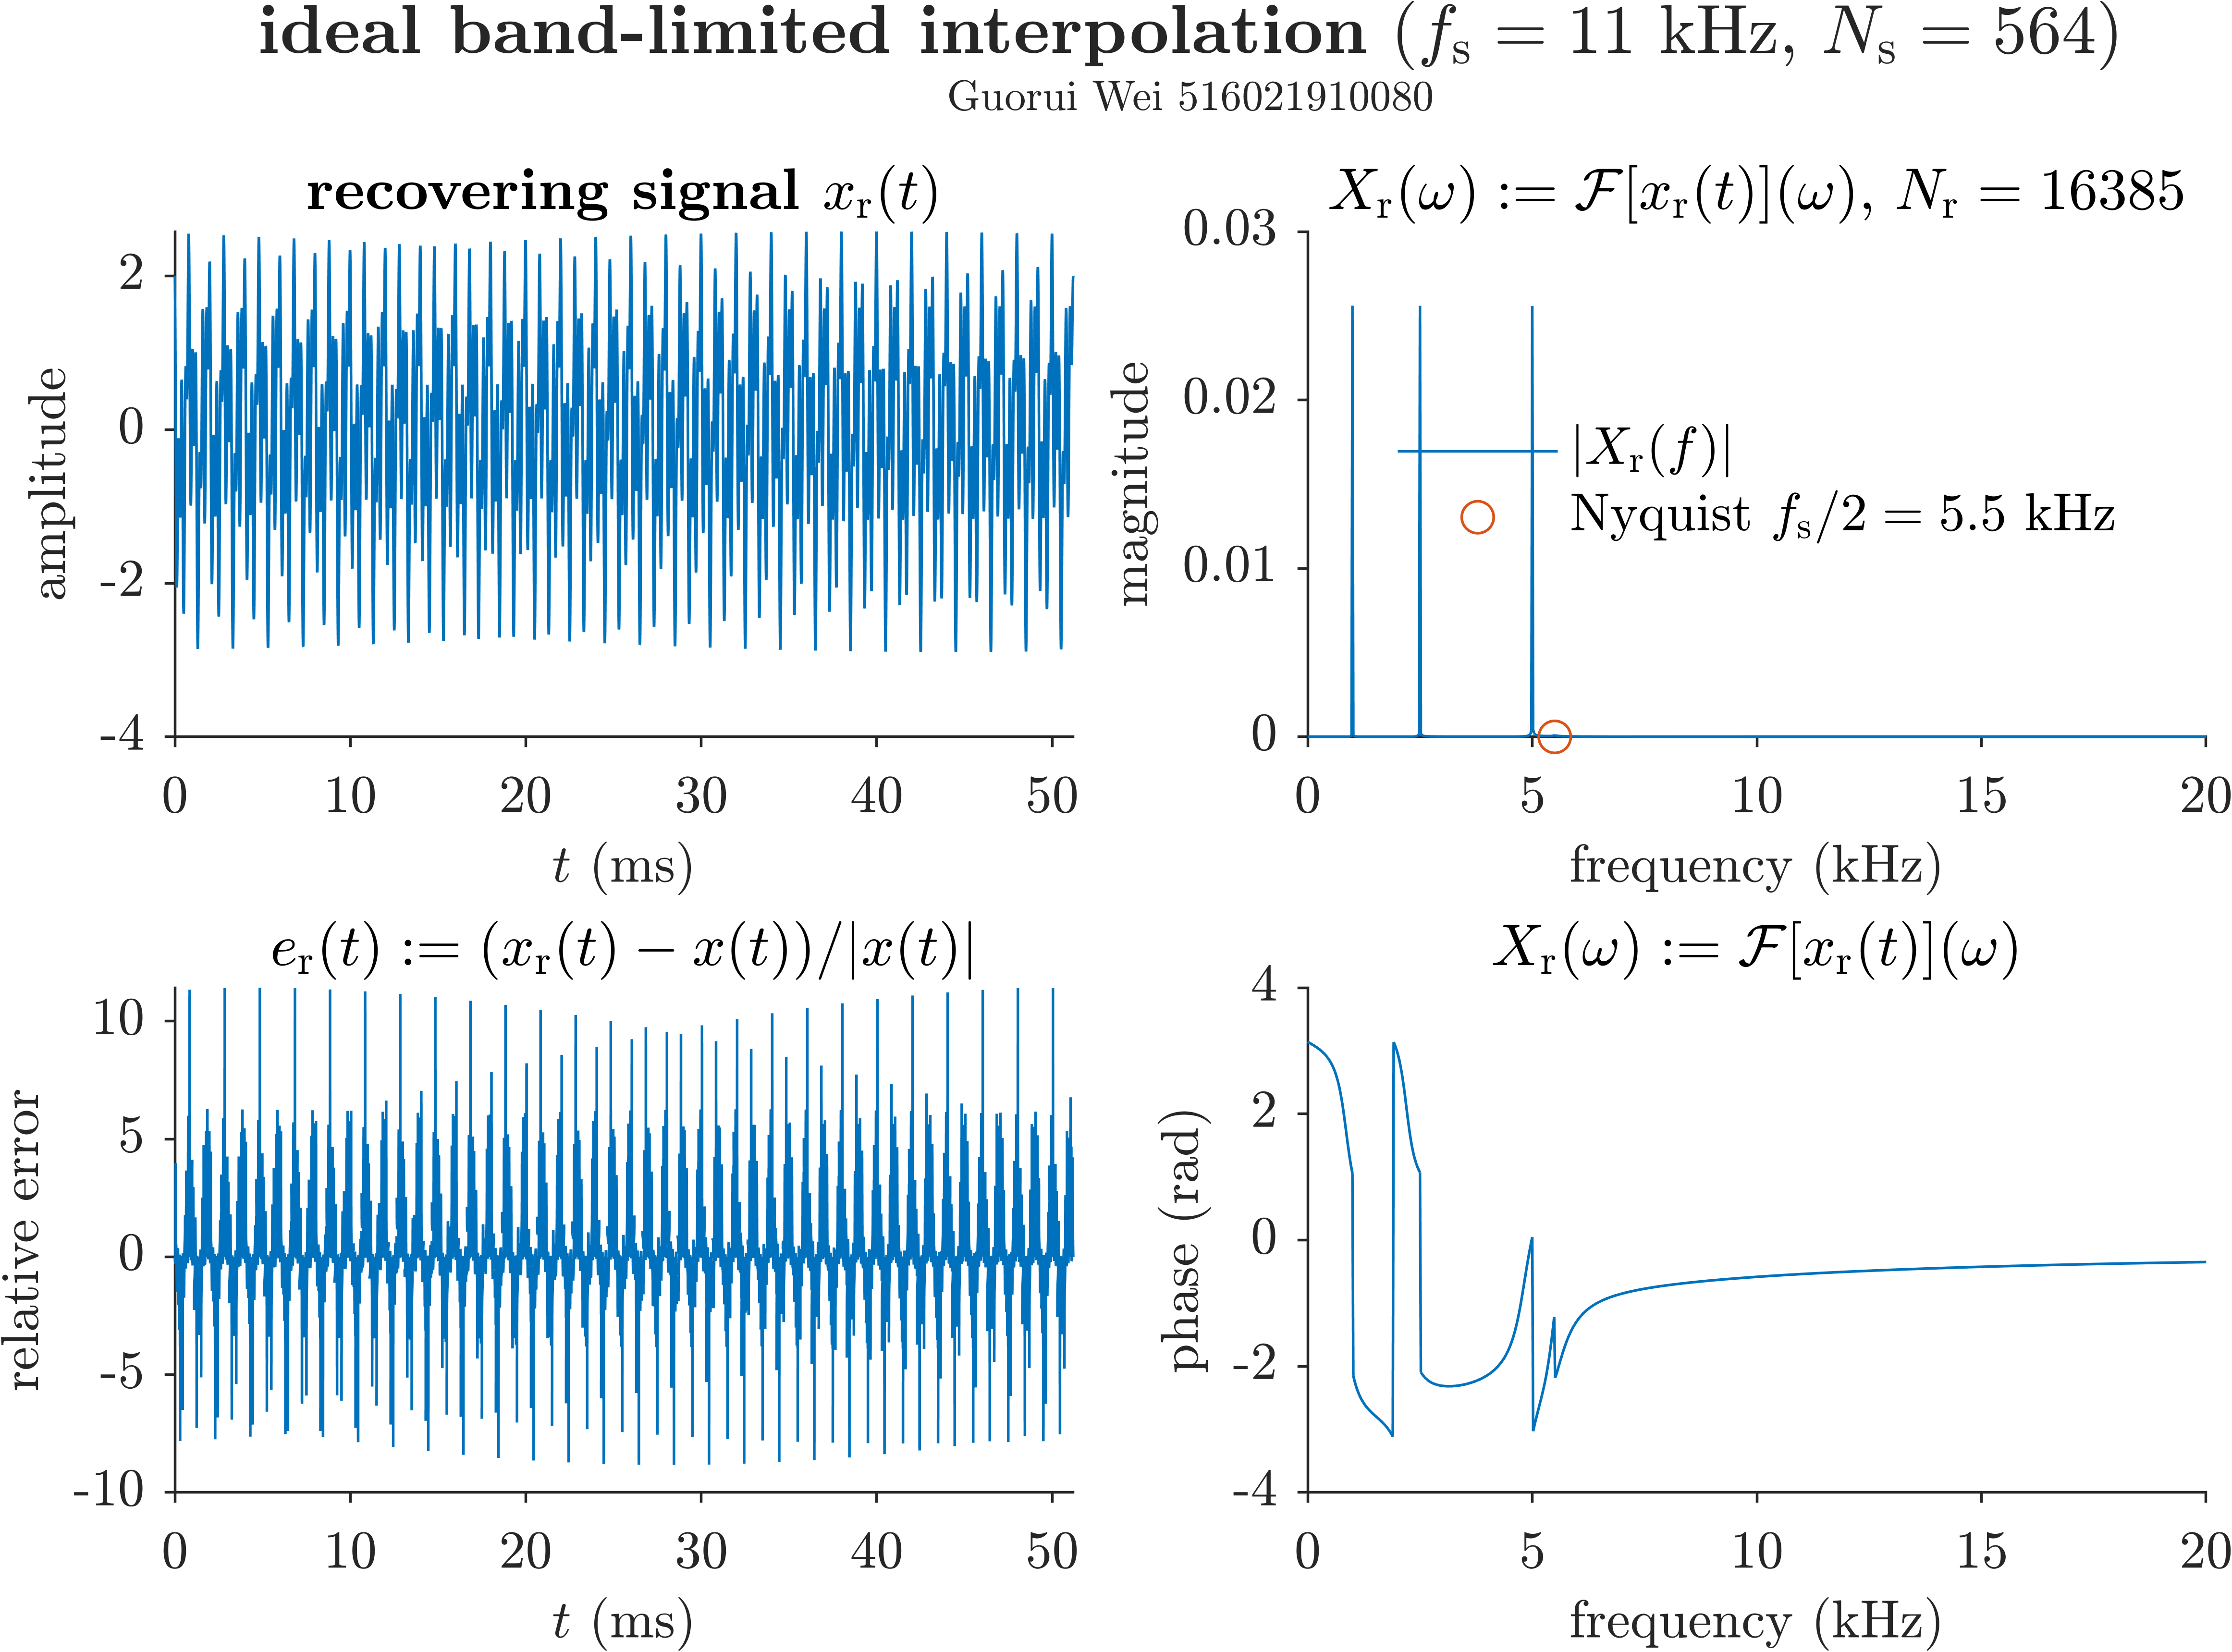 ideal band-limited interpolation (fₛ = 11 kHz, Nₛ = 564)
Guorui Wei 516021910080
recovering signal xᵣ(t)
2
0
-2
-4
amplitude
0 10 20 30 40 50
t (ms)
Xᵣ(ω) := ℱ[xᵣ(t)](ω), Nᵣ = 16385
0.03
0.02
0.01
0
magnitude
|Xᵣ(f)|
Nyquist fₛ/2 = 5.5 kHz
0 5 10 15 20
frequency (kHz)
eᵣ(t) := (xᵣ(t) − x(t))/|x(t)|
10
5
0
-5
-10
relative error
0 10 20 30 40 50
t (ms)
Xᵣ(ω) := ℱ[xᵣ(t)](ω)
4
2
0
-2
-4
phase (rad)
0 5 10 15 20
frequency (kHz)